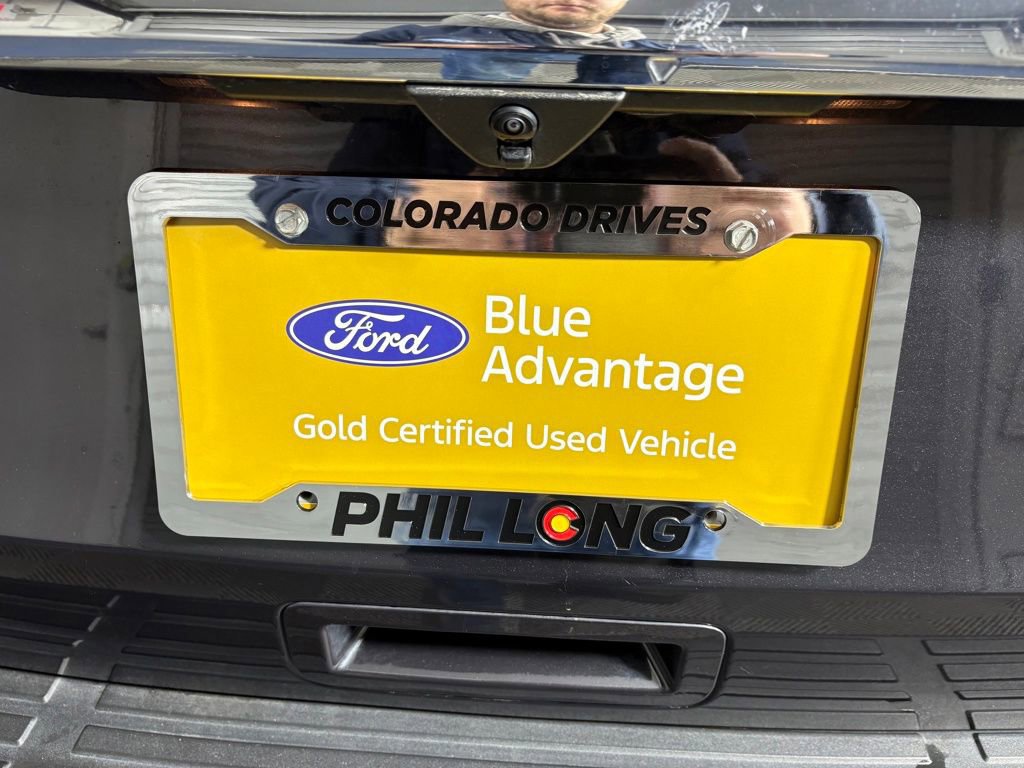 COLORADO DRIVES
Ford
Blue
Advantage
Gold Certified Used Vehicle
PHIL LONG